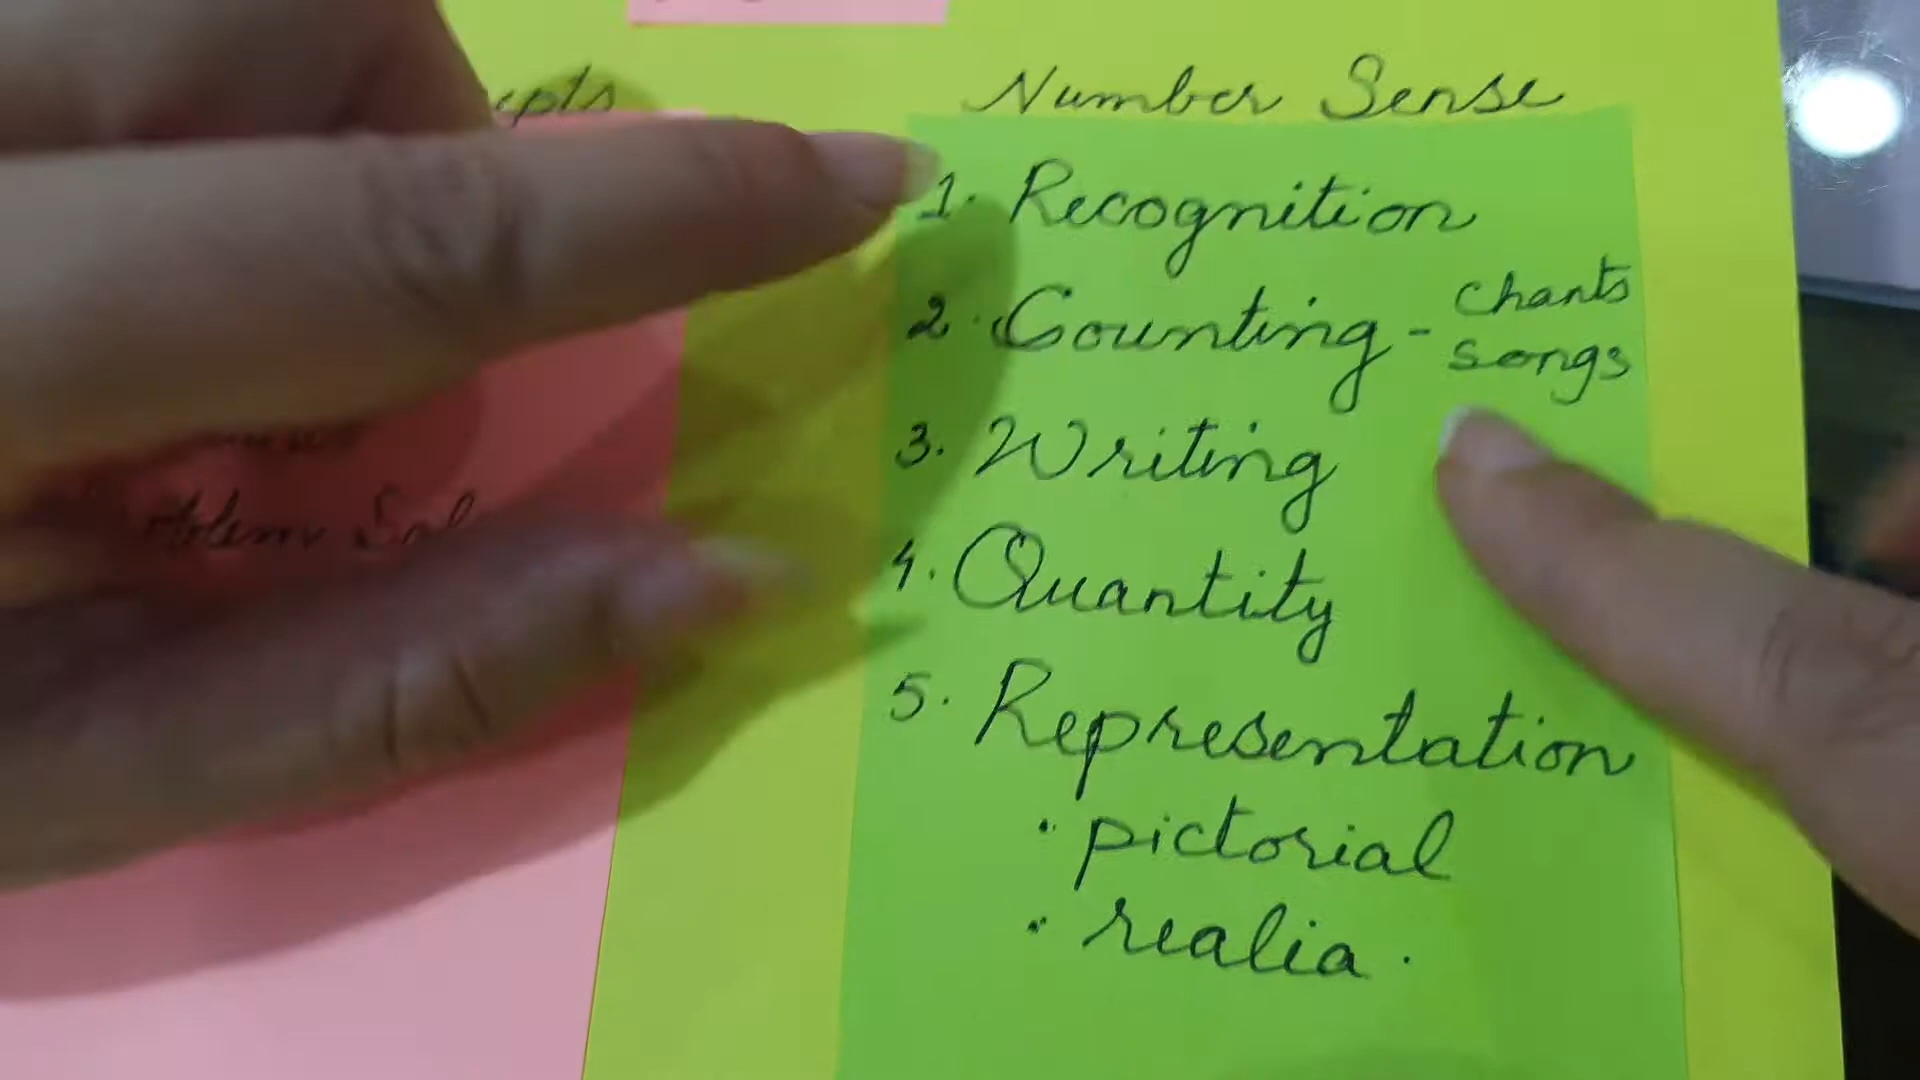 Number Sense
1. Recognition
2. Counting - chants
songs
3. Writing
4. Quantity
5. Representation
• pictorial
• realia.